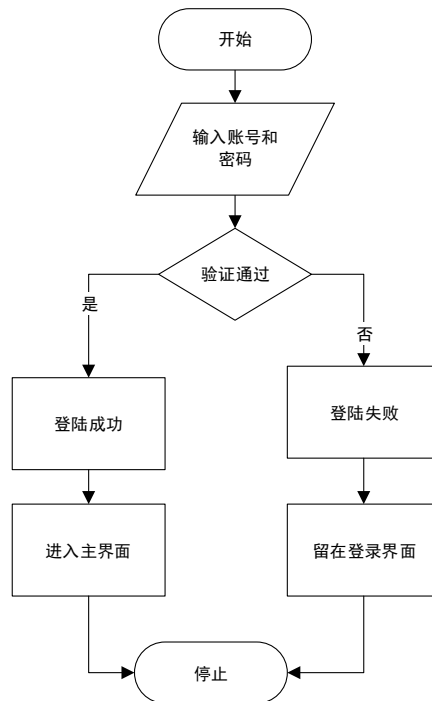 开始
输入账号和
密码
验证通过
是
否
登陆成功
登陆失败
进入主界面
留在登录界面
停止